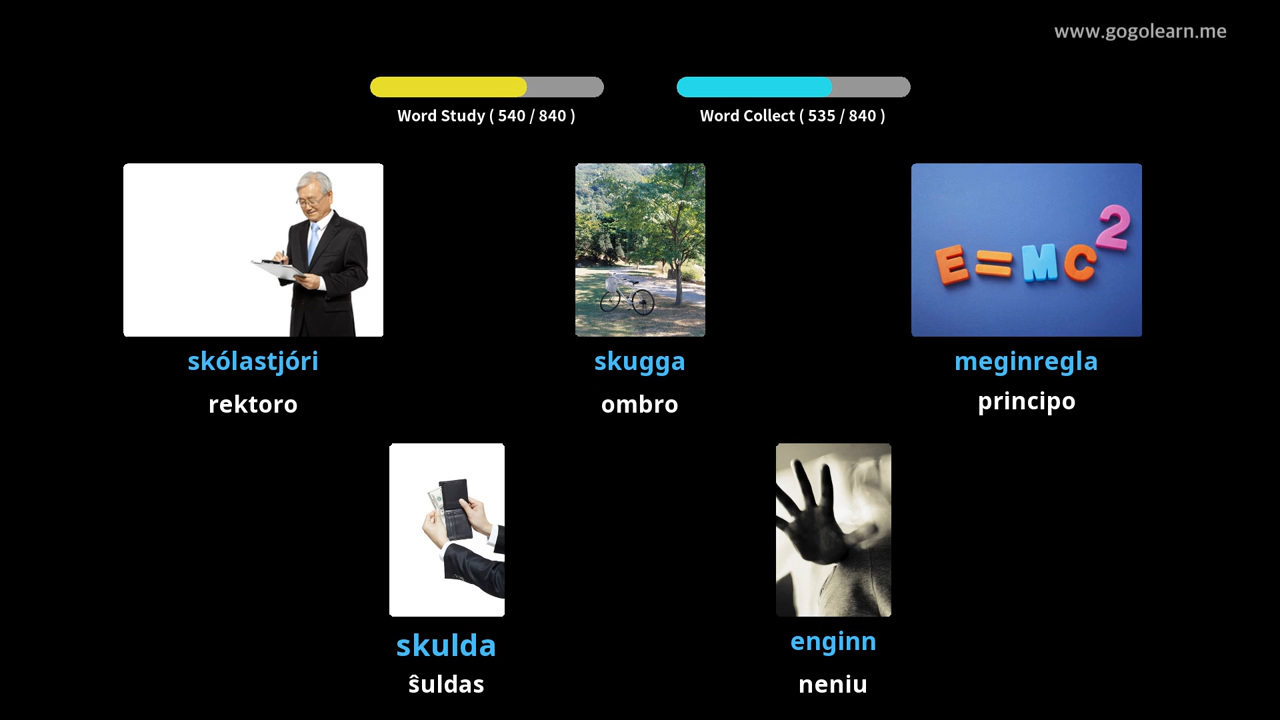 www.gogolearn.me
Word Study ( 540 / 840 )
Word Collect ( 535 / 840 )
E=MC2
skólastjóri
rektoro
skugga
ombro
meginregla
principo
skulda
ŝuldas
enginn
neniu